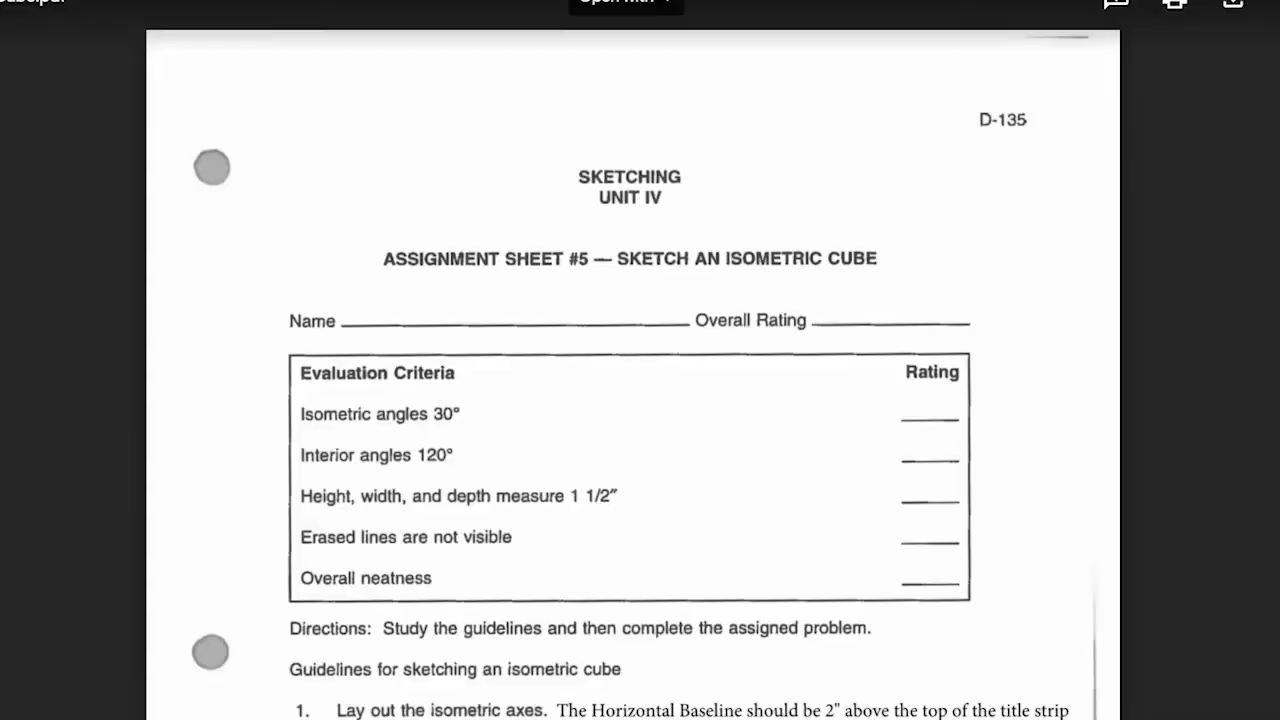 D-135
SKETCHING
UNIT IV
ASSIGNMENT SHEET #5 — SKETCH AN ISOMETRIC CUBE
Name Overall Rating
Evaluation Criteria Rating
Isometric angles 30°
Interior angles 120°
Height, width, and depth measure 1 1/2″
Erased lines are not visible
Overall neatness
Directions: Study the guidelines and then complete the assigned problem.
Guidelines for sketching an isometric cube
1. Lay out the isometric axes. The Horizontal Baseline should be 2" above the top of the title strip